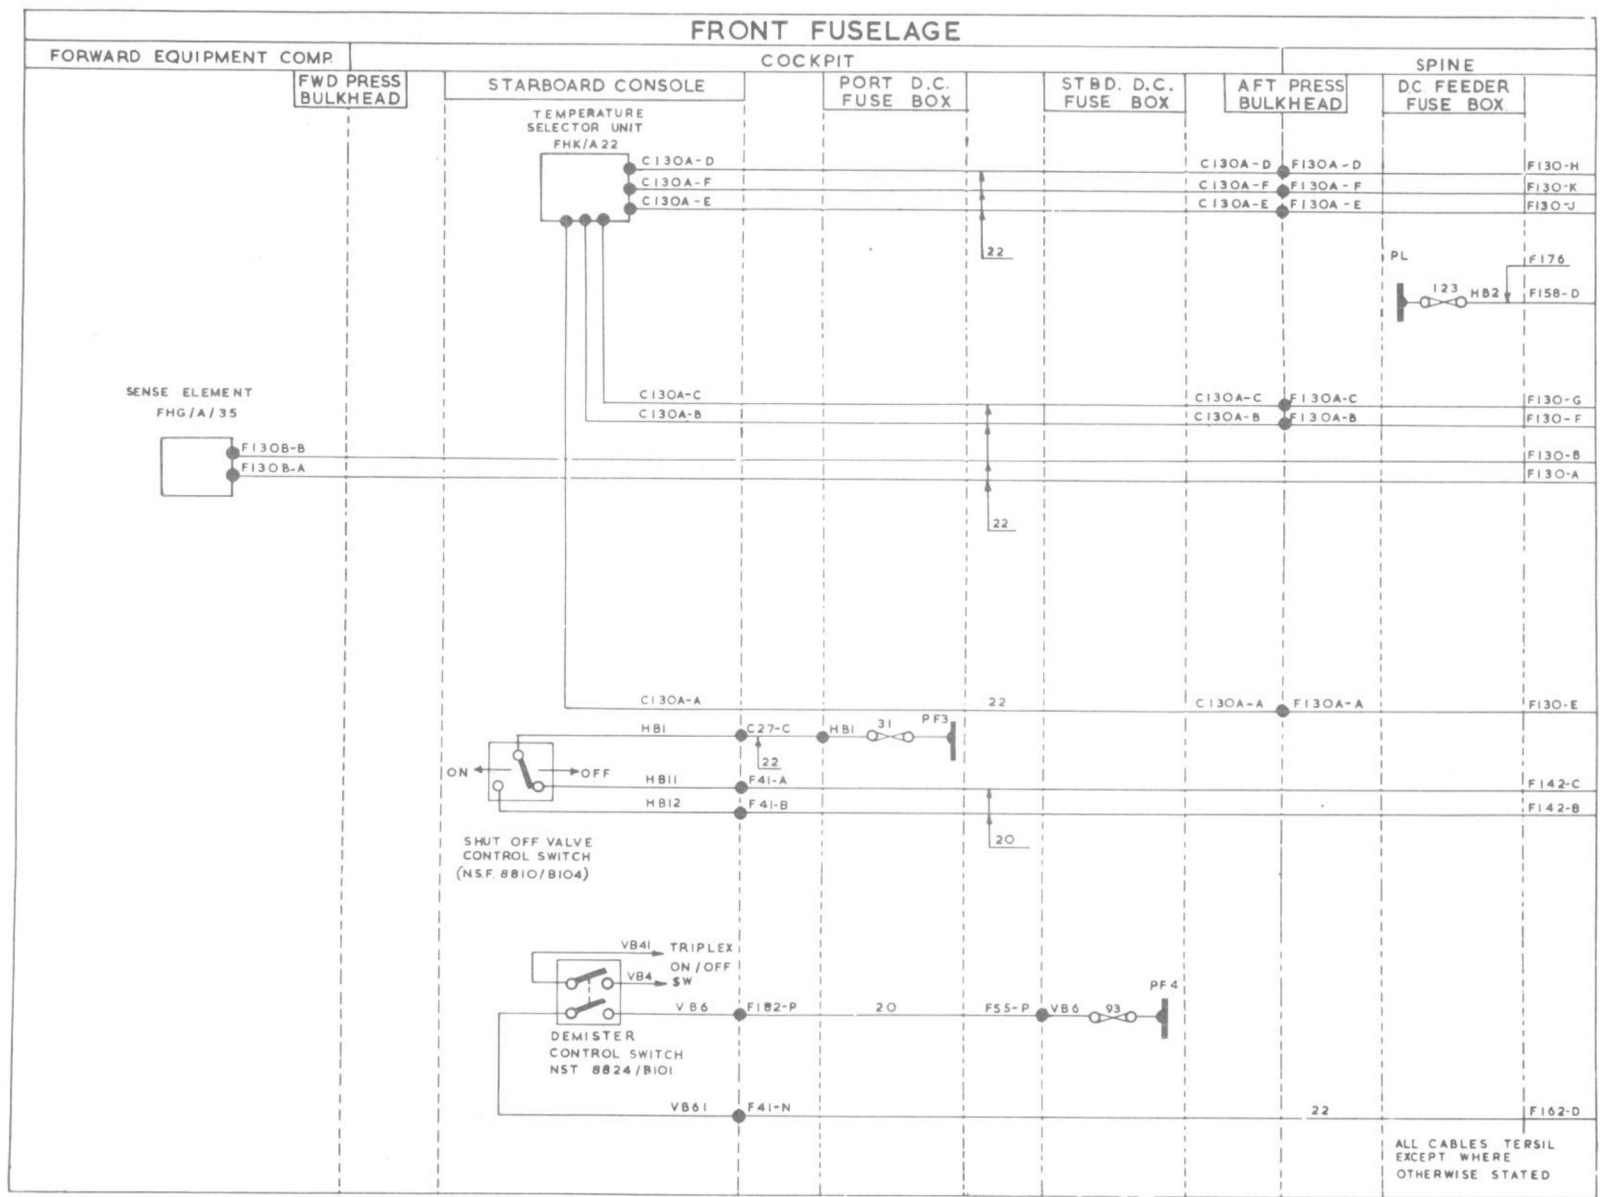 FRONT FUSELAGE
FORWARD EQUIPMENT COMP.
COCKPIT
SPINE
FWD PRESS
BULKHEAD
STARBOARD CONSOLE
PORT D.C.
FUSE BOX
STBD. D.C.
FUSE BOX
AFT PRESS
BULKHEAD
D.C. FEEDER
FUSE BOX
TEMPERATURE
SELECTOR UNIT
FHK/A22
C130A-D
C130A-D
F130A-D
F130-H
C130A-F
C130A-F
F130A-F
F130-K
C130A-E
C130A-E
F130A-E
F130-J
22
PL
F176
123
HB2
F158-D
SENSE ELEMENT
FHG/A/35
C130A-C
C130A-C
F130A-C
F130-G
C130A-B
C130A-B
F130A-B
F130-F
F130B-B
F130-B
F130B-A
F130-A
22
C130A-A
22
C130A-A
F130A-A
F130-E
HB1
C27-C
HB1
31
PF3
22
ON
OFF
HB11
F41-A
F142-C
HB12
F41-B
F142-B
20
SHUT OFF VALVE
CONTROL SWITCH
(N.S.F. 8810/B104)
VB41
TRIPLEX
ON/OFF
SW
VB4
VB6
F182-P
20
F55-P
VB6
93
PF4
DEMISTER
CONTROL SWITCH
NST 8824/B101
VB61
F41-N
22
F162-D
ALL CABLES TERSIL
EXCEPT WHERE
OTHERWISE STATED